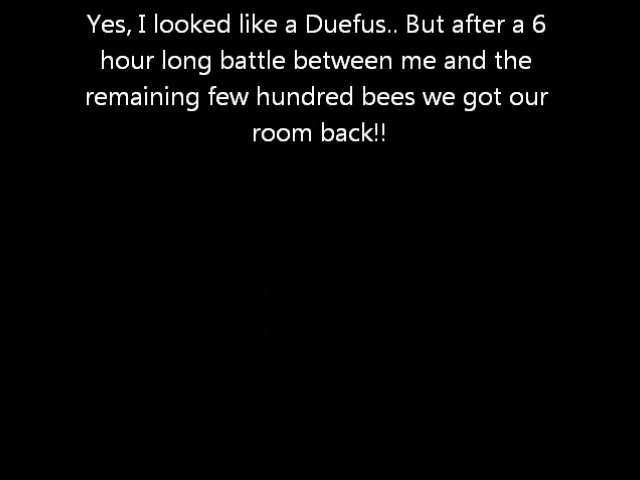 Yes, I looked like a Duefus.. But after a 6
hour long battle between me and the
remaining few hundred bees we got our
room back!!